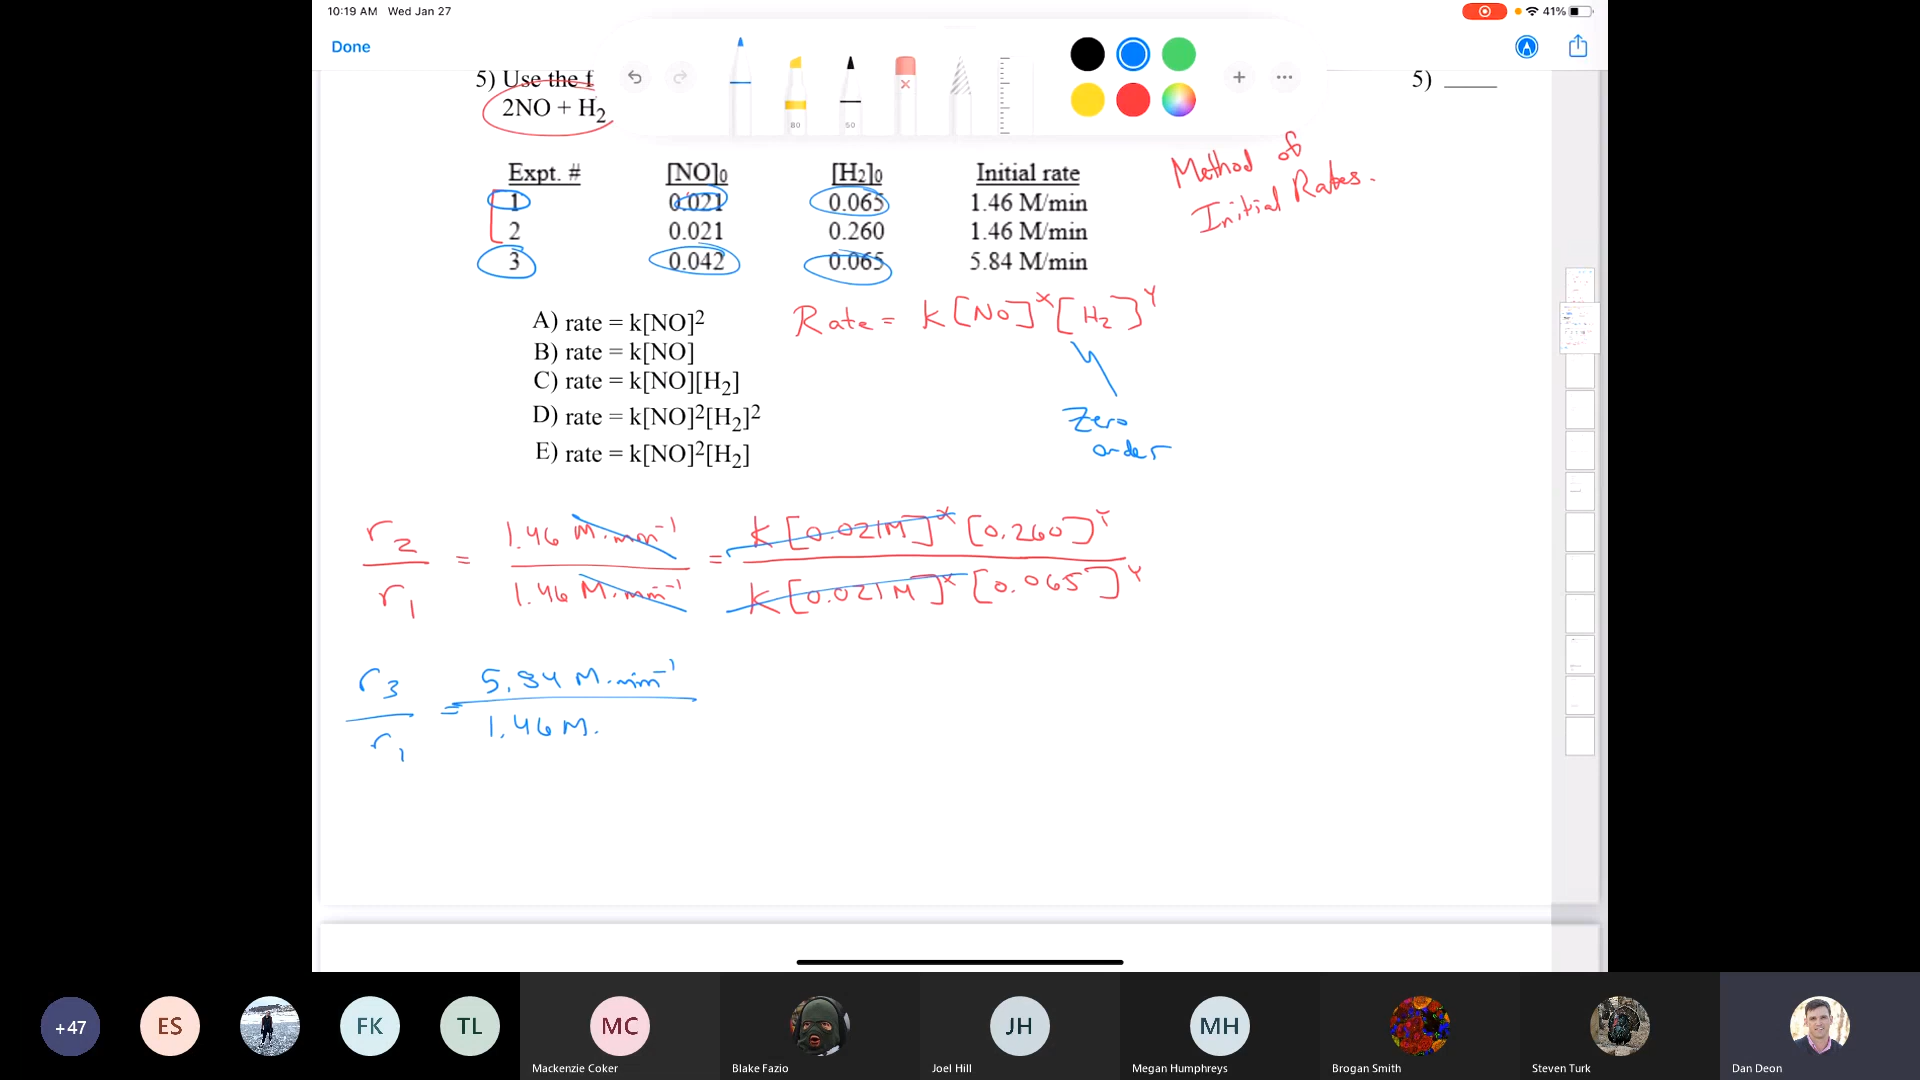 10:19 AM Wed Jan 27
41%
Done
5) Use the f
5) ____
2NO + H2
80
50
Method of
Initial Rates.
Expt. # [NO]0 [H2]0 Initial rate
1 0.021 0.065 1.46 M/min
2 0.021 0.260 1.46 M/min
3 0.042 0.065 5.84 M/min
Rate = k[NO]^x[H2]^y
A) rate = k[NO]2
B) rate = k[NO]
C) rate = k[NO][H2]
D) rate = k[NO]2[H2]2
E) rate = k[NO]2[H2]
Zero
order
r2 / r1 = 1.46 M·min-1 / 1.46 M·min-1 = k[0.021M]^x [0.260]^y / k[0.021M]^x [0.065]^y
r3 / r1 = 5.84 M·min-1 / 1.46 M.
+47 ES FK TL MC JH MH
Mackenzie Coker Blake Fazio Joel Hill Megan Humphreys Brogan Smith Steven Turk Dan Deon